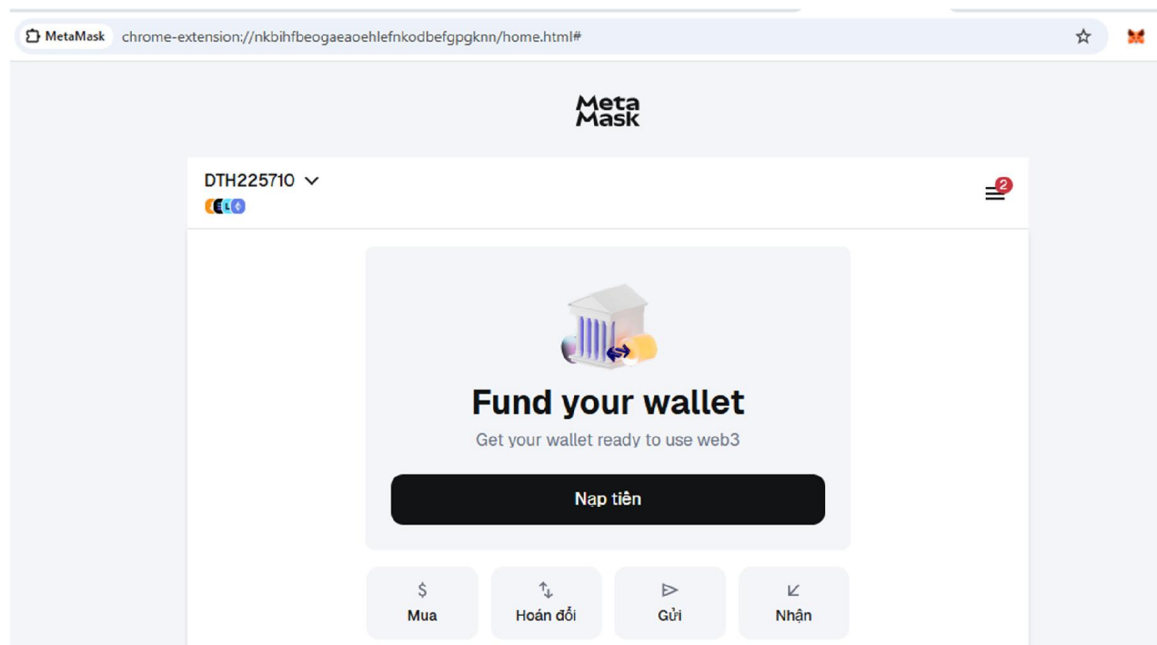 MetaMask chrome-extension://nkbihfbeogaeaoehlefnkodbefgpgknn/home.html#
Meta
Mask
DTH225710
2
Fund your wallet
Get your wallet ready to use web3
Nạp tiền
$
Mua
Hoán đổi
Gửi
Nhận